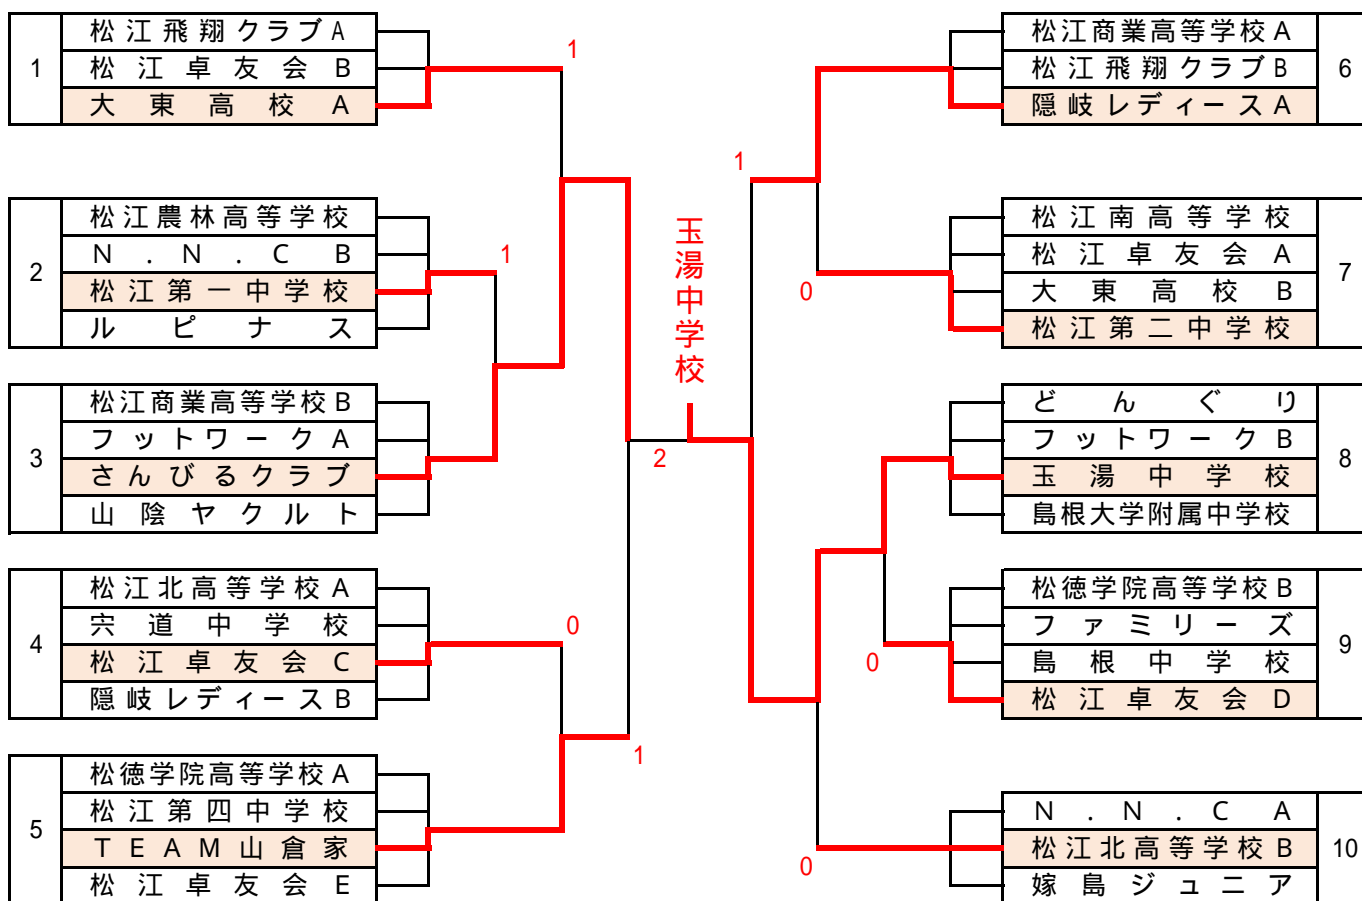 1
松江飛翔クラブA
松江卓友会B
大東高校A
2
松江農林高等学校
N.N.C B
松江第一中学校
ルピナス
3
松江商業高等学校B
フットワークA
さんびるクラブ
山陰ヤクルト
4
松江北高等学校A
宍道中学校
松江卓友会C
隠岐レディースB
5
松徳学院高等学校A
松江第四中学校
TEAM山倉家
松江卓友会E
1
1
0
1
2
玉湯中学校
1
0
0
0
松江商業高等学校A
松江飛翔クラブB
隠岐レディースA
6
松江南高等学校
松江卓友会A
大東高校B
松江第二中学校
7
どんぐり
フットワークB
玉湯中学校
島根大学附属中学校
8
松徳学院高等学校B
ファミリーズ
島根中学校
松江卓友会D
9
N.N.C A
松江北高等学校B
嫁島ジュニア
10